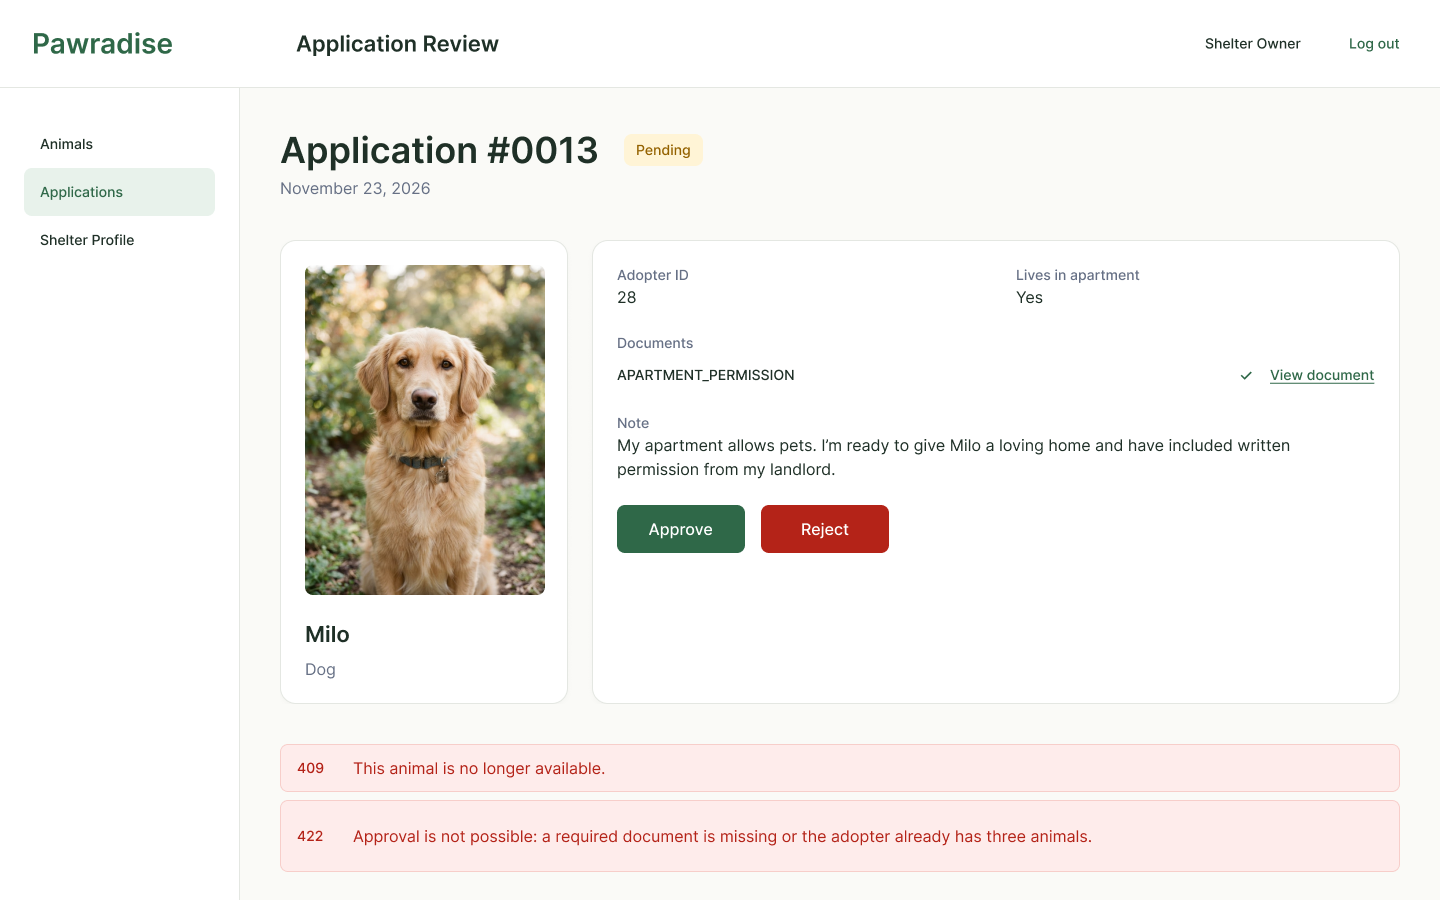 Pawradise
Application Review
Shelter Owner
Log out
Animals
Applications
Shelter Profile
Application #0013
Pending
November 23, 2026
Milo
Dog
Adopter ID
28
Lives in apartment
Yes
Documents
APARTMENT_PERMISSION
✓ View document
Note
My apartment allows pets. I’m ready to give Milo a loving home and have included written
permission from my landlord.
Approve
Reject
409 This animal is no longer available.
422 Approval is not possible: a required document is missing or the adopter already has three animals.